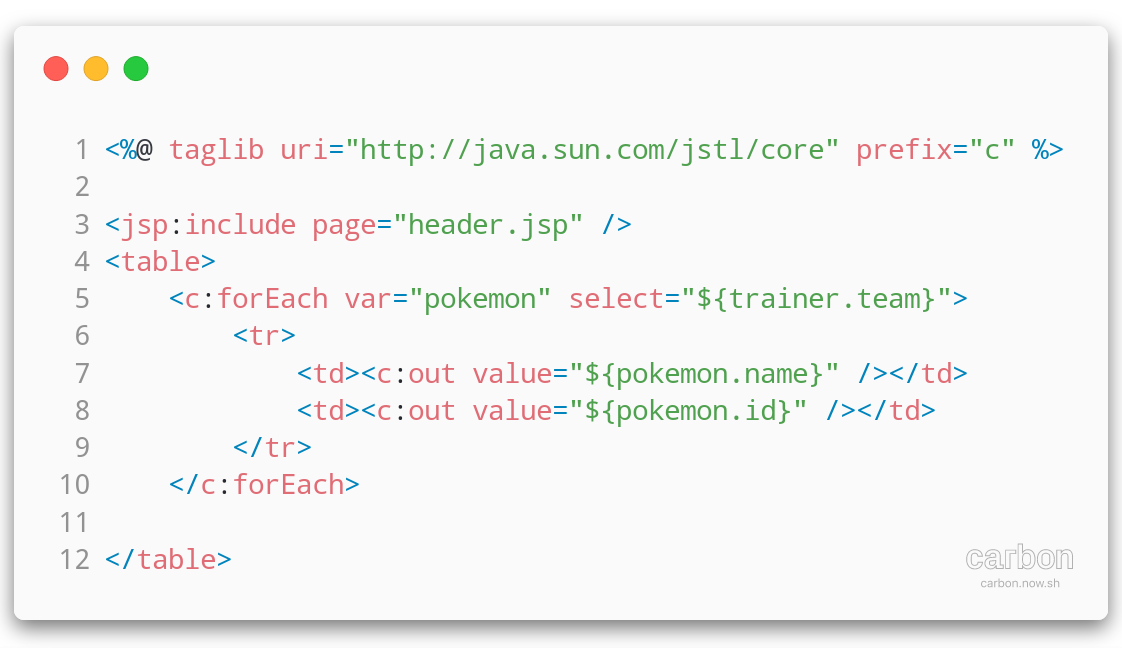 1 <%@ taglib uri="http://java.sun.com/jstl/core" prefix="c" %>
2
3 <jsp:include page="header.jsp" />
4 <table>
5     <c:forEach var="pokemon" select="${trainer.team}">
6         <tr>
7             <td><c:out value="${pokemon.name}" /></td>
8             <td><c:out value="${pokemon.id}" /></td>
9         </tr>
10     </c:forEach>
11
12 </table>
carbon
carbon.now.sh